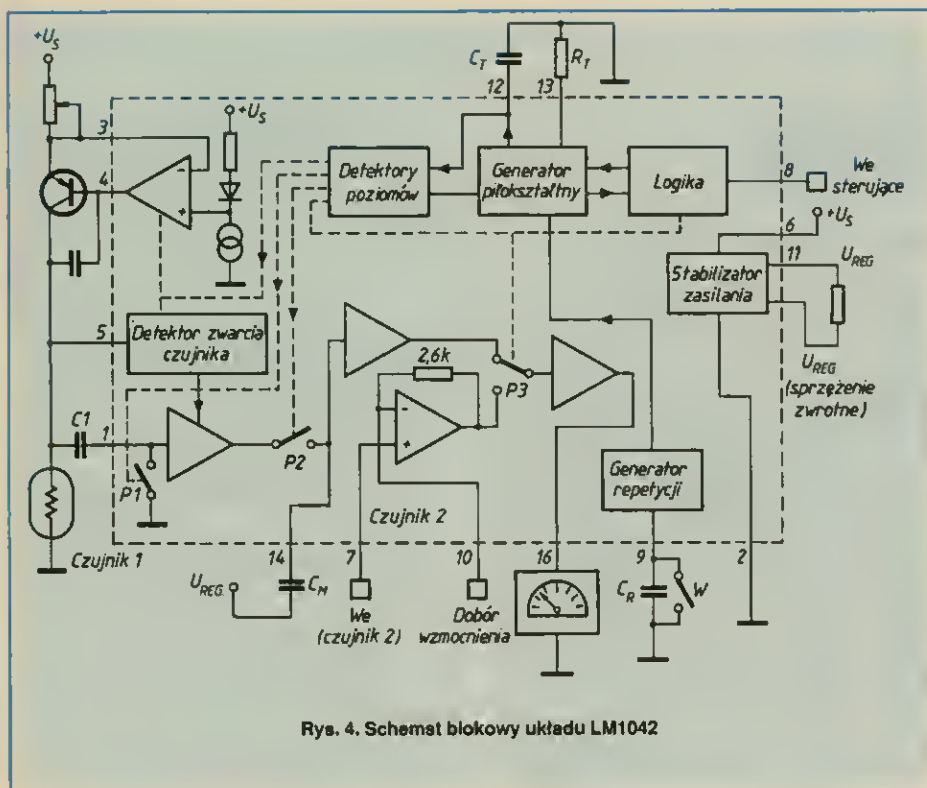 +U_S
C_T
R_T
12
13
3
+U_S
4
Detektory
poziomów
Generator
piłokształtny
Logika
8
We
sterujące
+U_S
6
11
U_REG
Stabilizator
zasilania
U_REG
(sprzężenie
zwrotne)
5
Detektor zwarcia
czujnika
2,6k
P3
C1
1
P1
P2
Generator
repetycji
Czujnik 1
Czujnik 2
14
7
10
16
9
2
U_REG
C_M
We
(czujnik 2)
Dobór
wzmocnienia
C_R
W
Rys. 4. Schemat blokowy układu LM1042